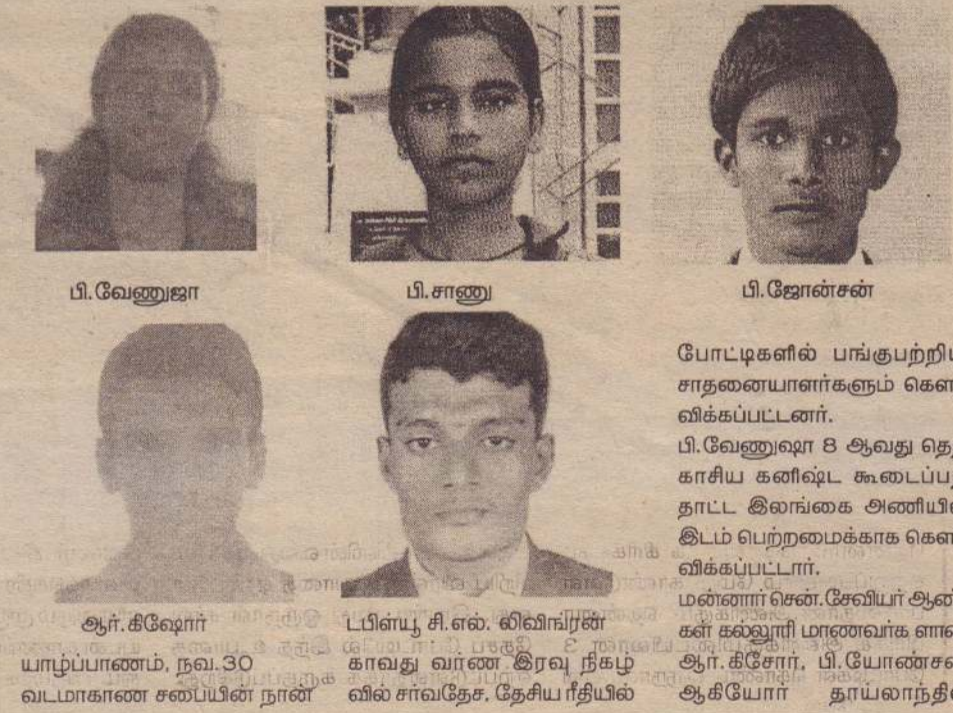 பி.வேணுஜா
பி.சாணு
பி.ஜோன்சன்
ஆர்.கிஷோர்
டபிள்யூ சி.எல். லிவிங்ரன்
யாழ்ப்பாணம், நவ.30
வடமாகாண சபையின் நான்
காவது வர்ண இரவு நிகழ்
வில் சர்வதேச, தேசிய ரீதியில்
போட்டிகளில் பங்குபற்றிய
சாதனையாளர்களும் கௌர
விக்கப்பட்டனர்.
பி.வேணுஷா 8 ஆவது தெற்
காசிய கனிஷ்ட கூடைப்பந்
தாட்ட இலங்கை அணியில்
இடம் பெற்றமைக்காக கௌர
விக்கப்பட்டார்.
மன்னார் சென்.சேவியர் ஆண்
கள் கல்லூரி மாணவர்க ளான
ஆர்.கிசோர், பி.யோண்சன்
ஆகியோர் தாய்லாந்தில்